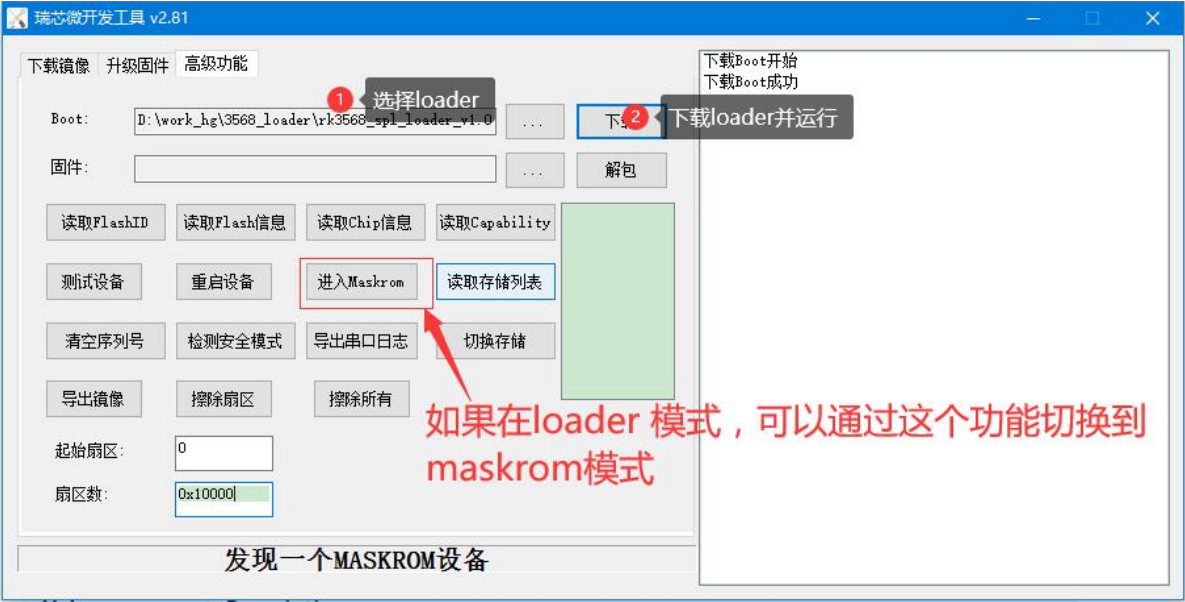 瑞芯微开发工具 v2.81
下载镜像 升级固件 高级功能
1 选择loader
Boot: D:\work_hg\3568_loader\rk3568_spl_loader_v1.0 ... 下载
2 下载loader并运行
固件: ... 解包
读取FlashID 读取Flash信息 读取Chip信息 读取Capability
测试设备 重启设备 进入Maskrom 读取存储列表
清空序列号 检测安全模式 导出串口日志 切换存储
导出镜像 擦除扇区 擦除所有
如果在loader 模式，可以通过这个功能切换到
maskrom模式
起始扇区: 0
扇区数: 0x10000
发现一个MASKROM设备
下载Boot开始
下载Boot成功